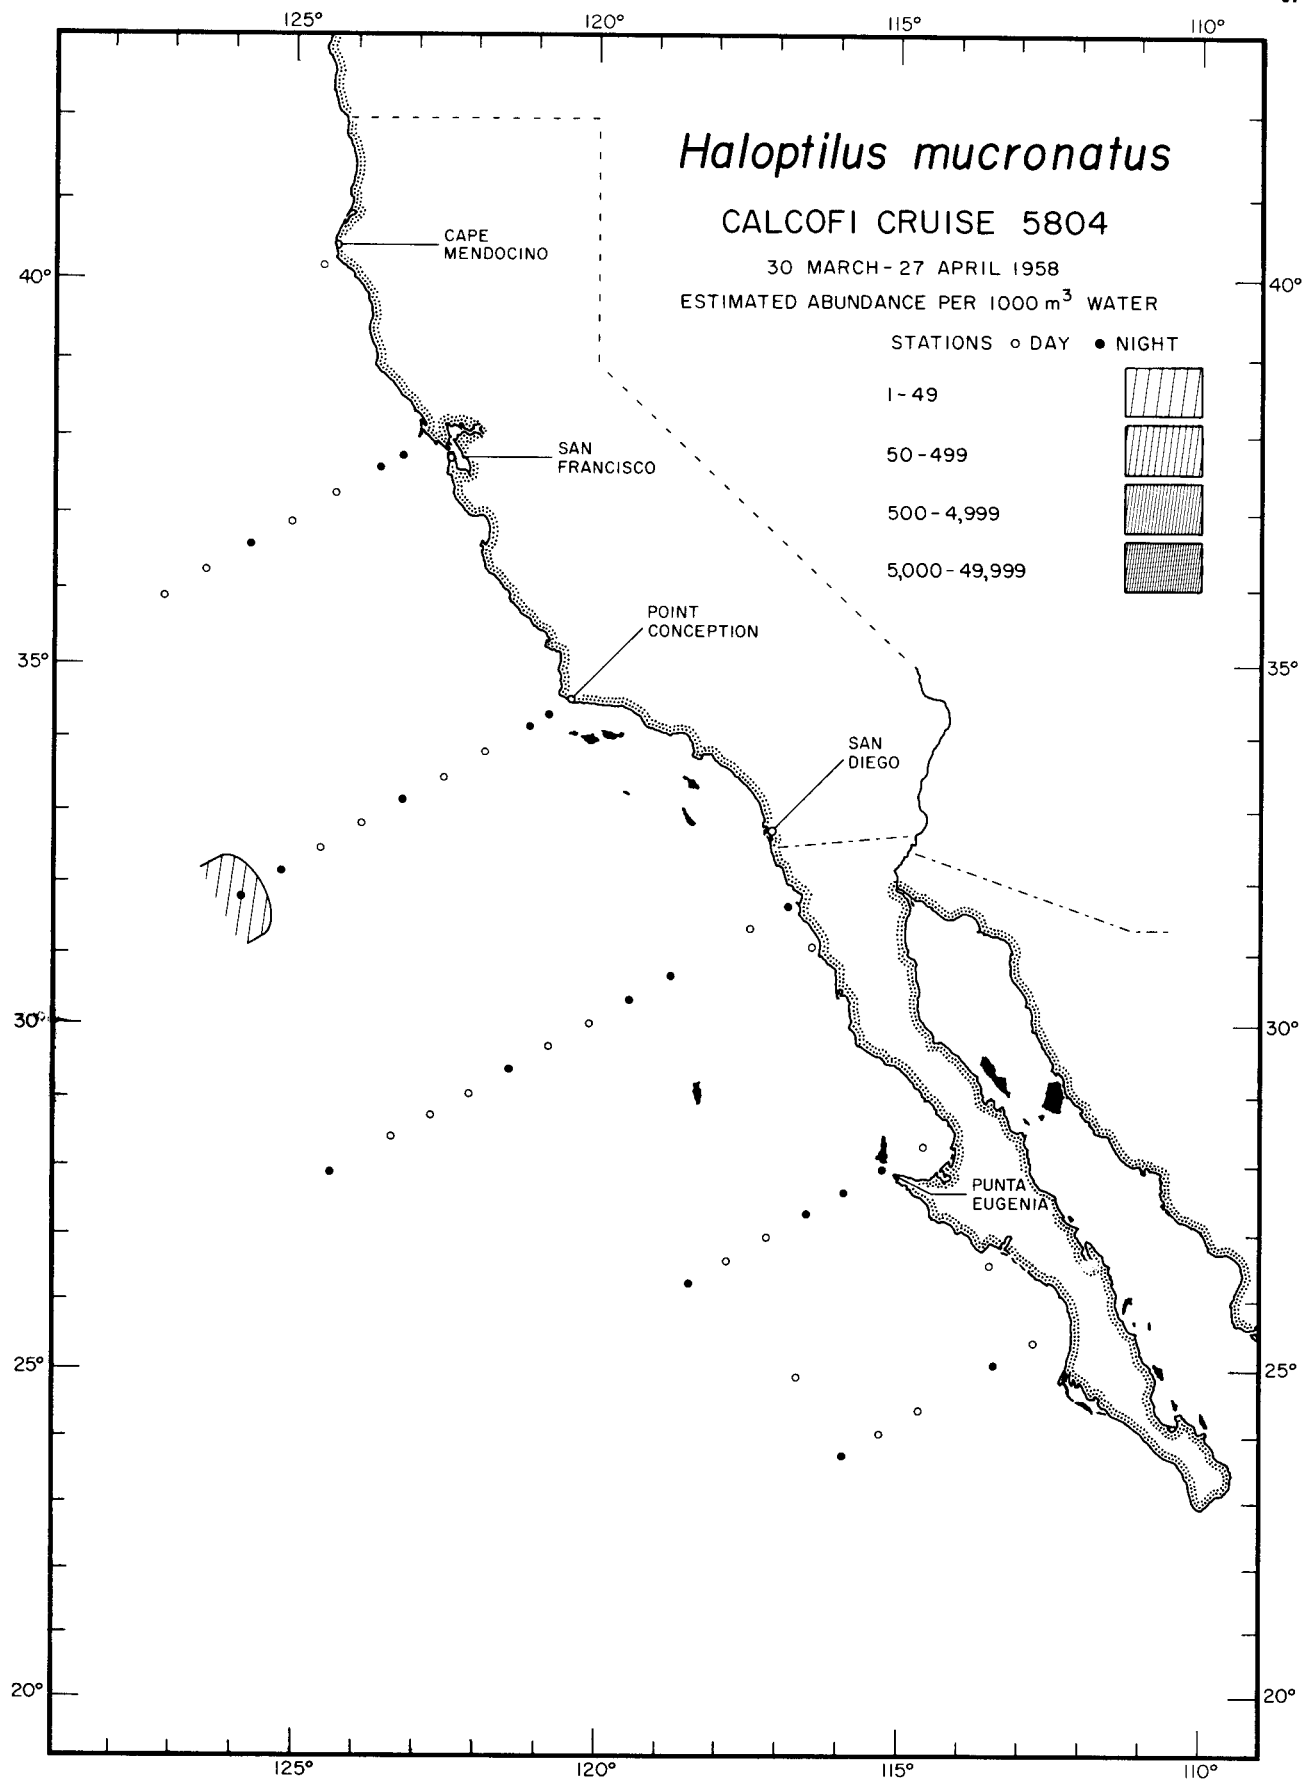 125° 120° 115° 110°
Haloptilus mucronatus
CALCOFI CRUISE 5804
30 MARCH - 27 APRIL 1958
ESTIMATED ABUNDANCE PER 1000 m³ WATER
STATIONS ○ DAY ● NIGHT
1 - 49
50 - 499
500 - 4,999
5,000 - 49,999
CAPE
MENDOCINO
40° 40°
SAN
FRANCISCO
POINT
CONCEPTION
35° 35°
SAN
DIEGO
30° 30°
PUNTA
EUGENIA
25° 25°
20° 20°
125° 120° 115° 110°